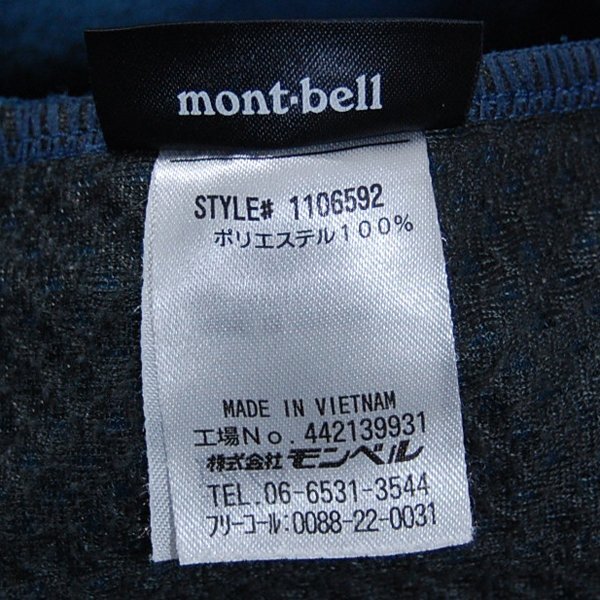 mont-bell
STYLE# 1106592
ポリエステル100%
MADE IN VIETNAM
工場No. 442139931
株式会社モンベル
TEL. 06-6531-3544
フリーコール:0088-22-0031